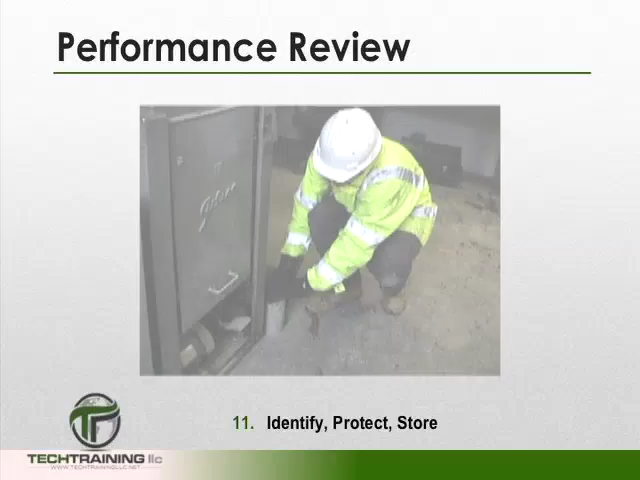 Performance Review
11. Identify, Protect, Store
TECHTRAINING llc
WWW.TECHTRAININGLLC.NET